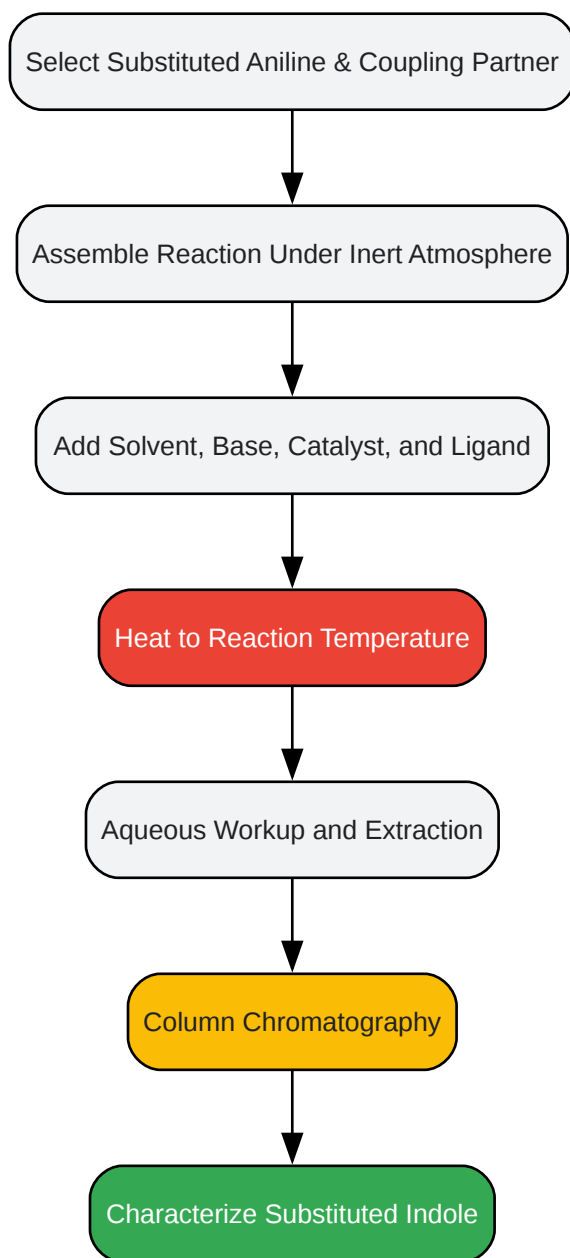 Select Substituted Aniline & Coupling Partner
Assemble Reaction Under Inert Atmosphere
Add Solvent, Base, Catalyst, and Ligand
Heat to Reaction Temperature
Aqueous Workup and Extraction
Column Chromatography
Characterize Substituted Indole